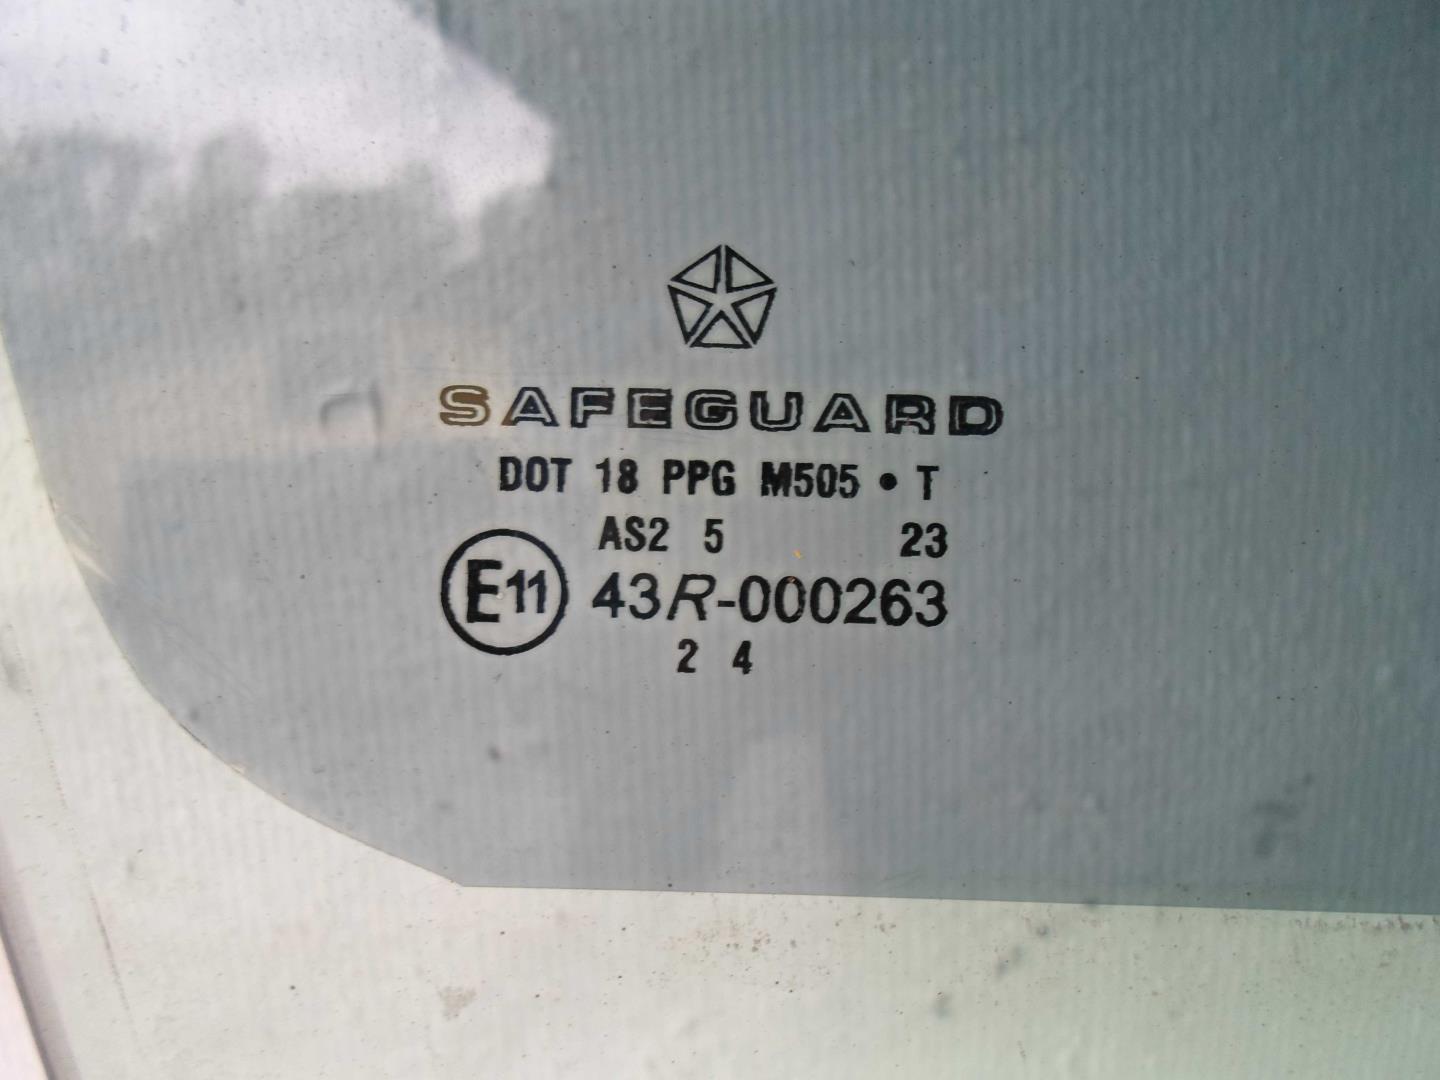 SAFEGUARD
DOT 18 PPG M505 • T
AS2 5 23
E11 43R-000263
2 4